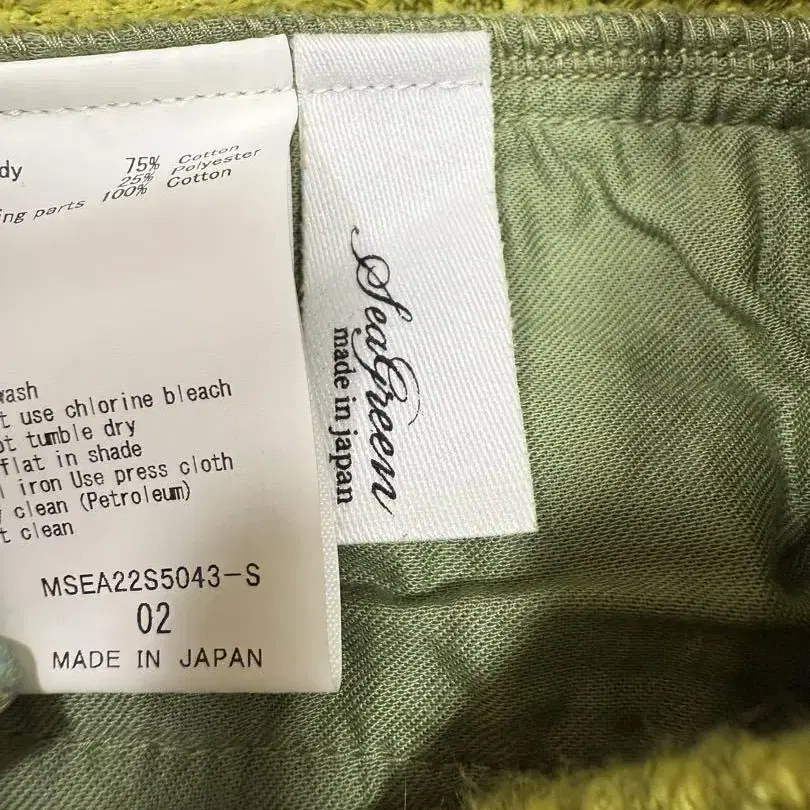 dy 75% Cotton
25% Polyester
ing parts 100% Cotton
wash
t use chlorine bleach
ot tumble dry
flat in shade
l iron Use press cloth
y clean (Petroleum)
t clean
MSEA22S5043-S
02
MADE IN JAPAN
SeaGreen
made in japan